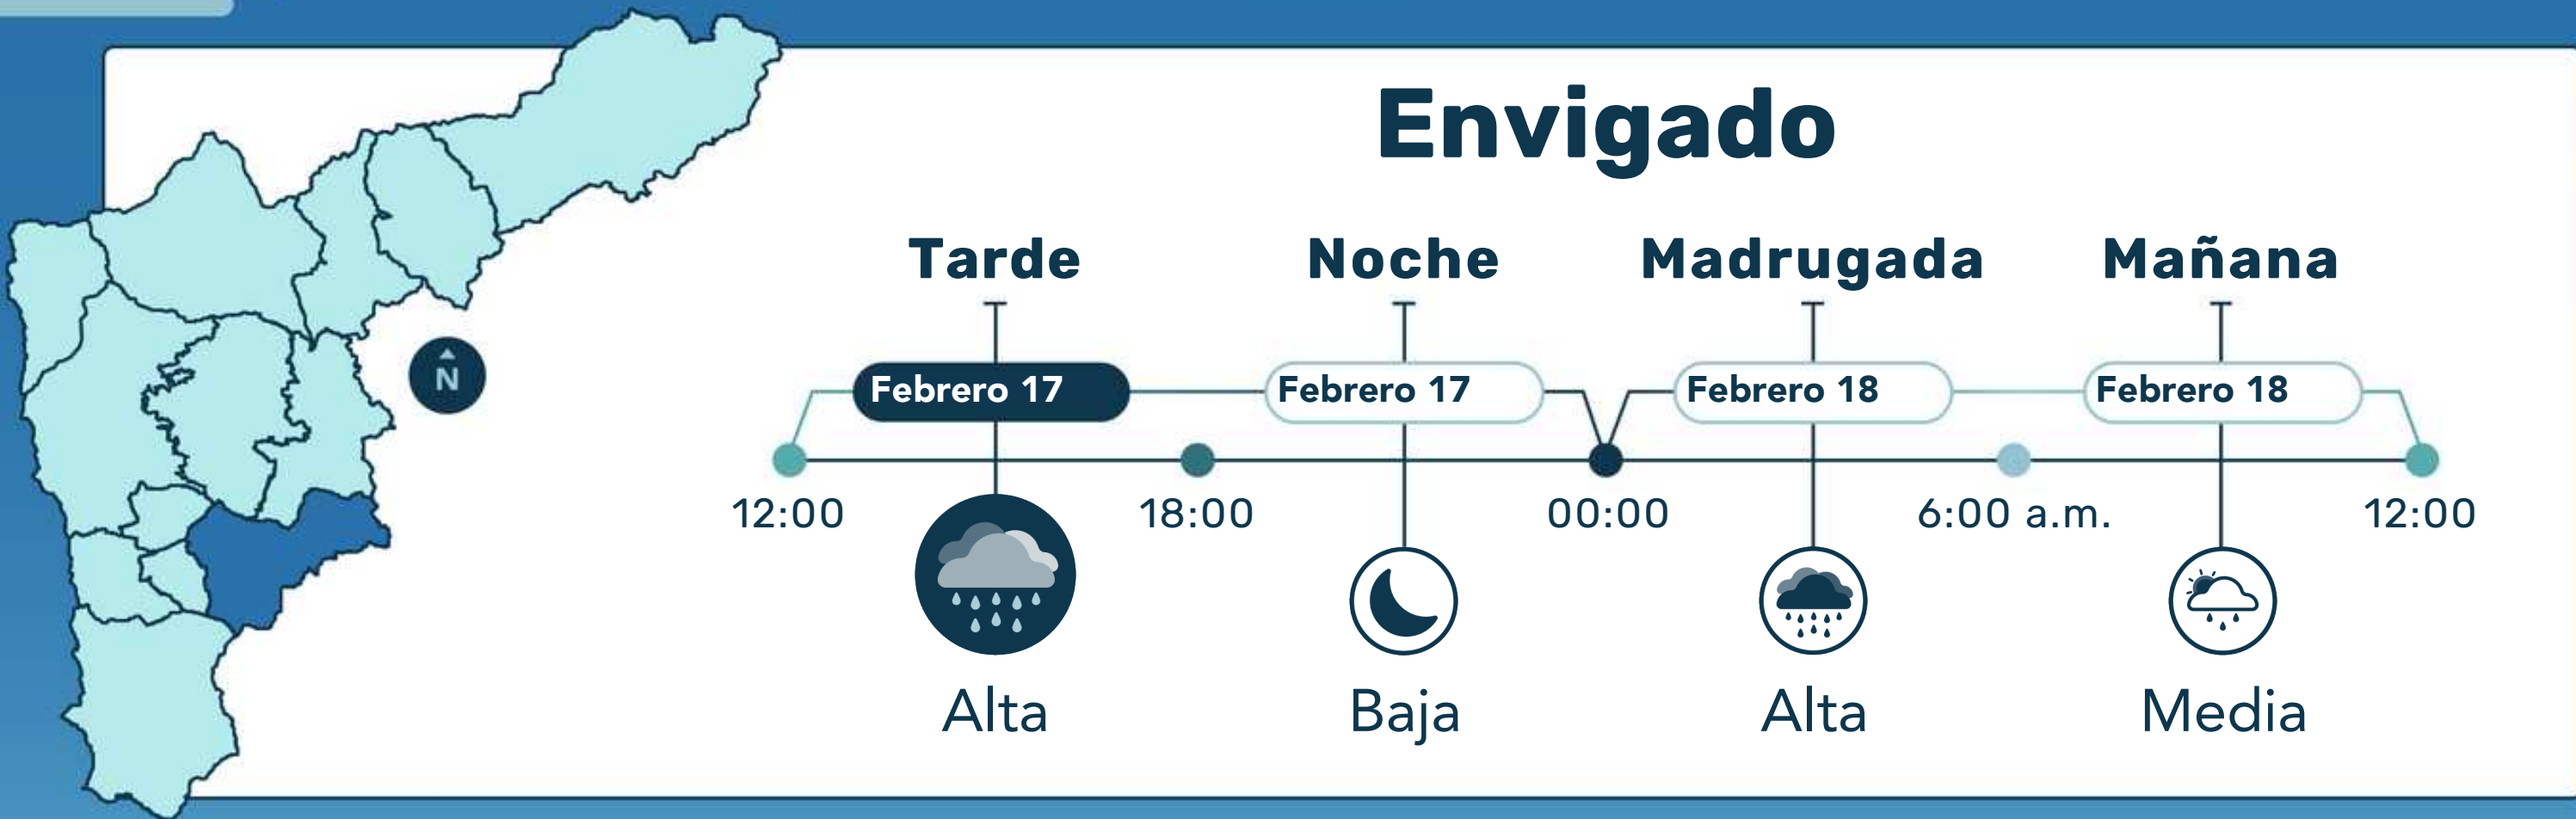 Envigado
Tarde Noche Madrugada Mañana
N
Febrero 17 Febrero 17 Febrero 18 Febrero 18
12:00 18:00 00:00 6:00 a.m. 12:00
Alta Baja Alta Media